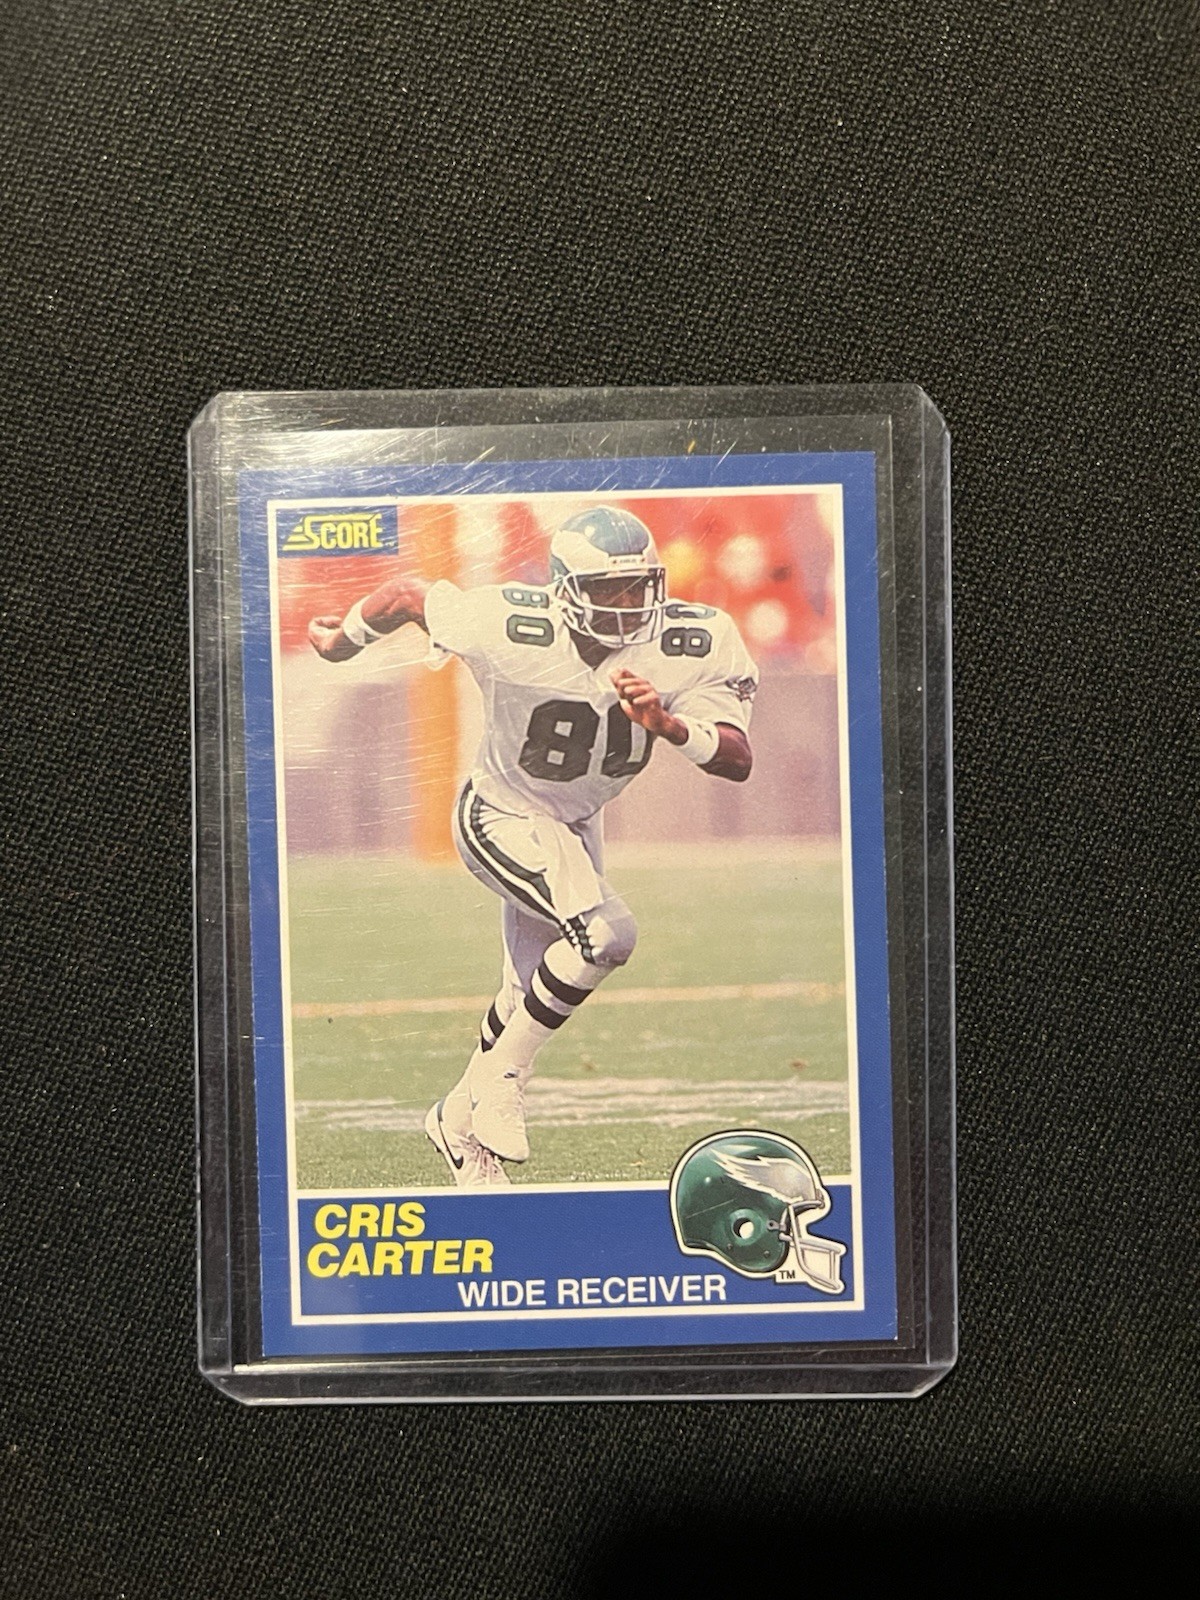 SCORE
80 80
80
CRIS
CARTER
WIDE RECEIVER
TM